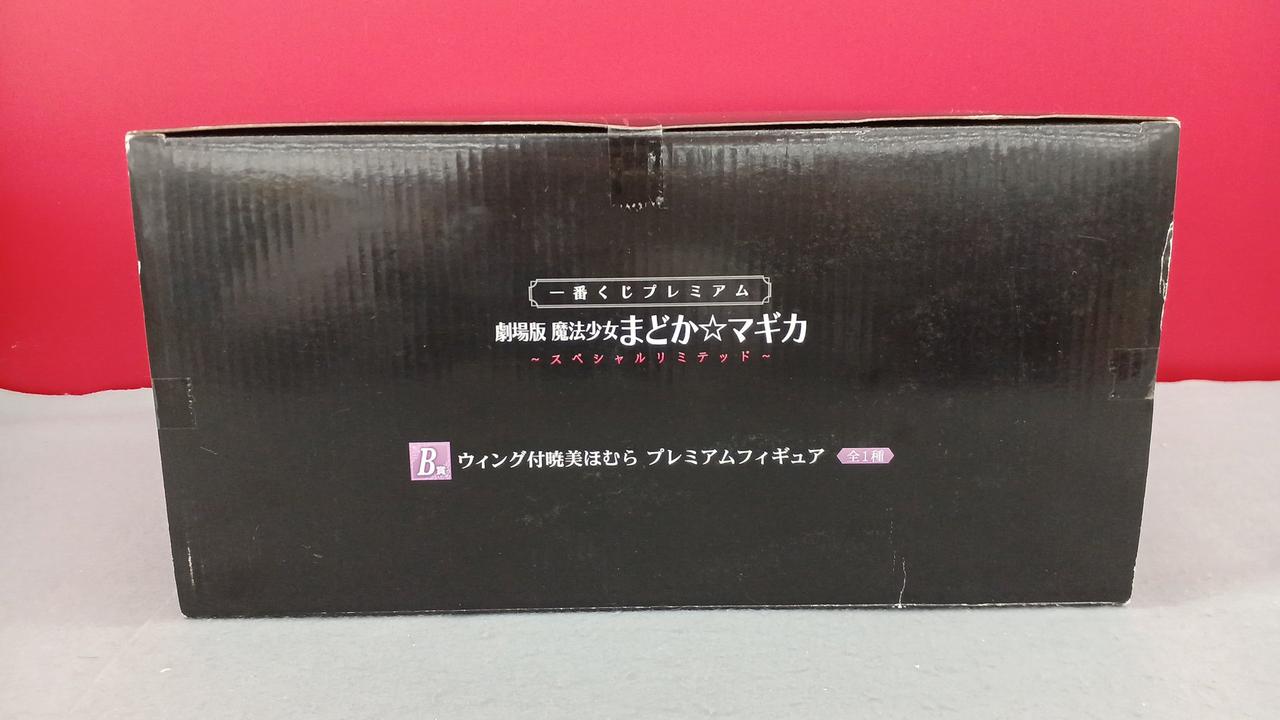 一番くじプレミアム
劇場版 魔法少女まどか☆マギカ
～スペシャルリミテッド～
B賞 ウィング付暁美ほむら プレミアムフィギュア 全1種